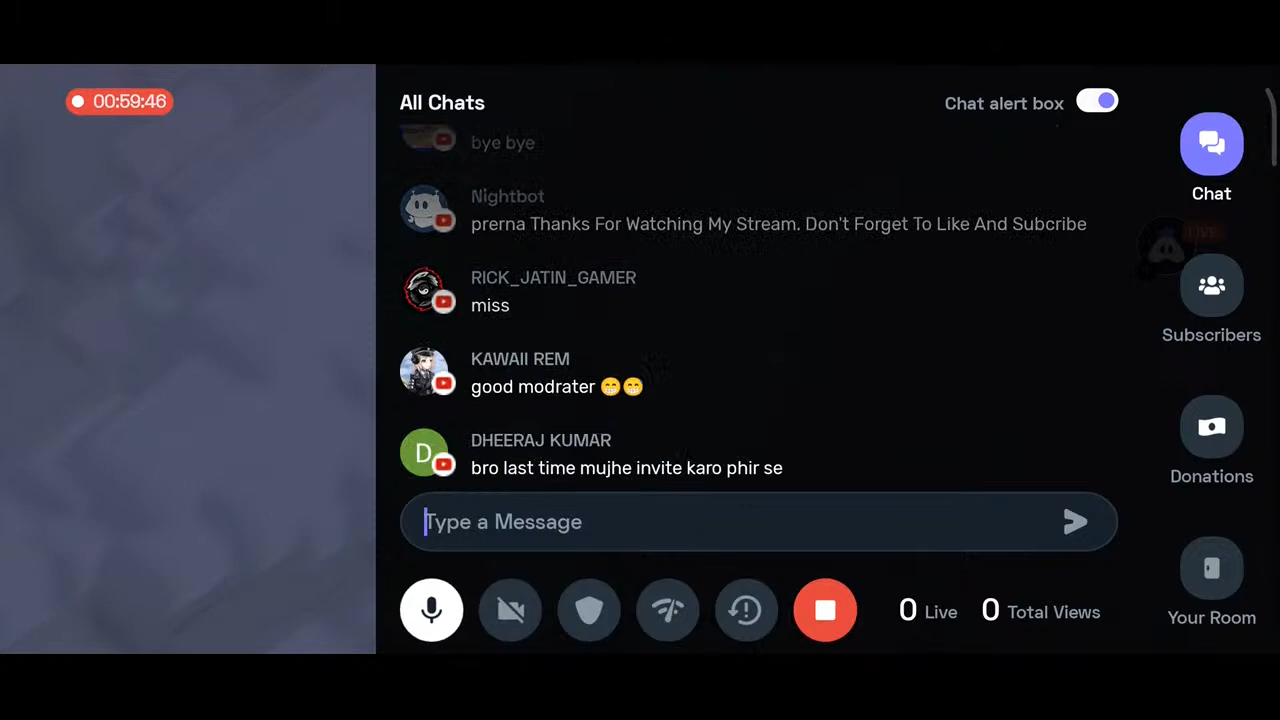 00:59:46
All Chats
Chat alert box
bye bye
Nightbot
prerna Thanks For Watching My Stream. Don't Forget To Like And Subcribe
LIVE
RICK_JATIN_GAMER
miss
KAWAII REM
good modrater 😁😁
D
DHEERAJ KUMAR
bro last time mujhe invite karo phir se
Type a Message
0 Live 0 Total Views
Chat
Subscribers
Donations
Your Room